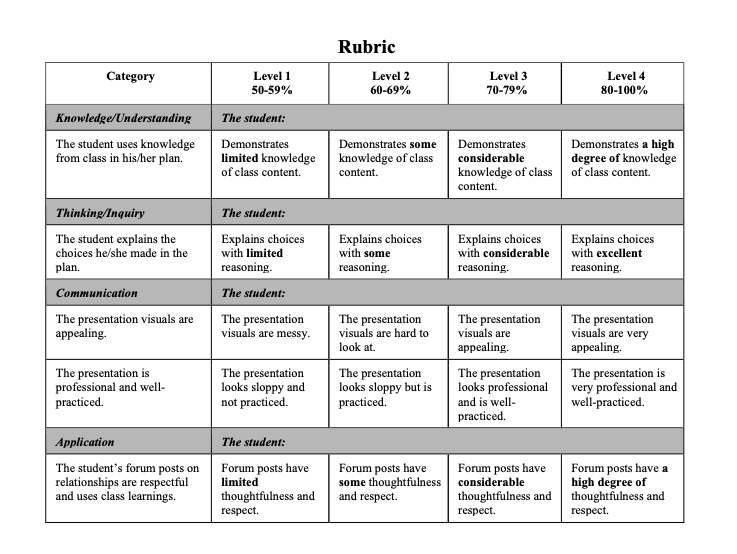 Rubric
Category
Level 1
50-59%
Level 2
60-69%
Level 3
70-79%
Level 4
80-100%
Knowledge/Understanding
The student:
The student uses knowledge
from class in his/her plan.
Demonstrates
limited knowledge
of class content.
Demonstrates some
knowledge of class
content.
Demonstrates
considerable
knowledge of class
content.
Demonstrates a high
degree of knowledge
of class content.
Thinking/Inquiry
The student:
The student explains the
choices he/she made in the
plan.
Explains choices
with limited
reasoning.
Explains choices
with some
reasoning.
Explains choices
with considerable
reasoning.
Explains choices
with excellent
reasoning.
Communication
The student:
The presentation visuals are
appealing.
The presentation
visuals are messy.
The presentation
visuals are hard to
look at.
The presentation
visuals are
appealing.
The presentation
visuals are very
appealing.
The presentation is
professional and well-
practiced.
The presentation
looks sloppy and
not practiced.
The presentation
looks sloppy but is
practiced.
The presentation
looks professional
and is well-
practiced.
The presentation is
very professional and
well-practiced.
Application
The student:
The student’s forum posts on
relationships are respectful
and uses class learnings.
Forum posts have
limited
thoughtfulness and
respect.
Forum posts have
some thoughtfulness
and respect.
Forum posts have
considerable
thoughtfulness and
respect.
Forum posts have a
high degree of
thoughtfulness and
respect.